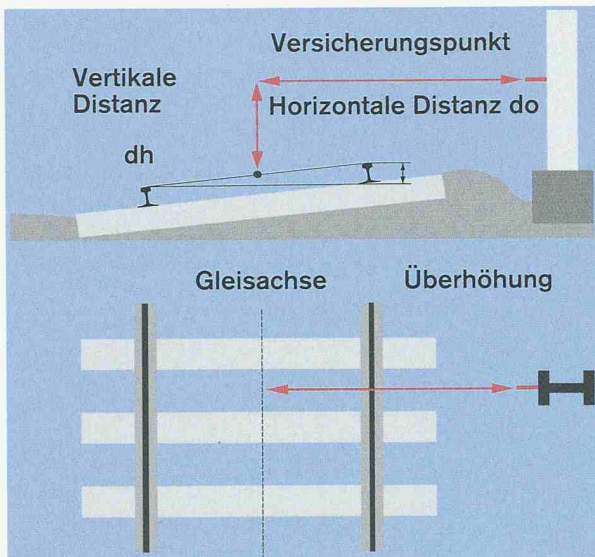 Versicherungspunkt
Vertikale
Distanz
Horizontale Distanz do
dh
Gleisachse
Überhöhung